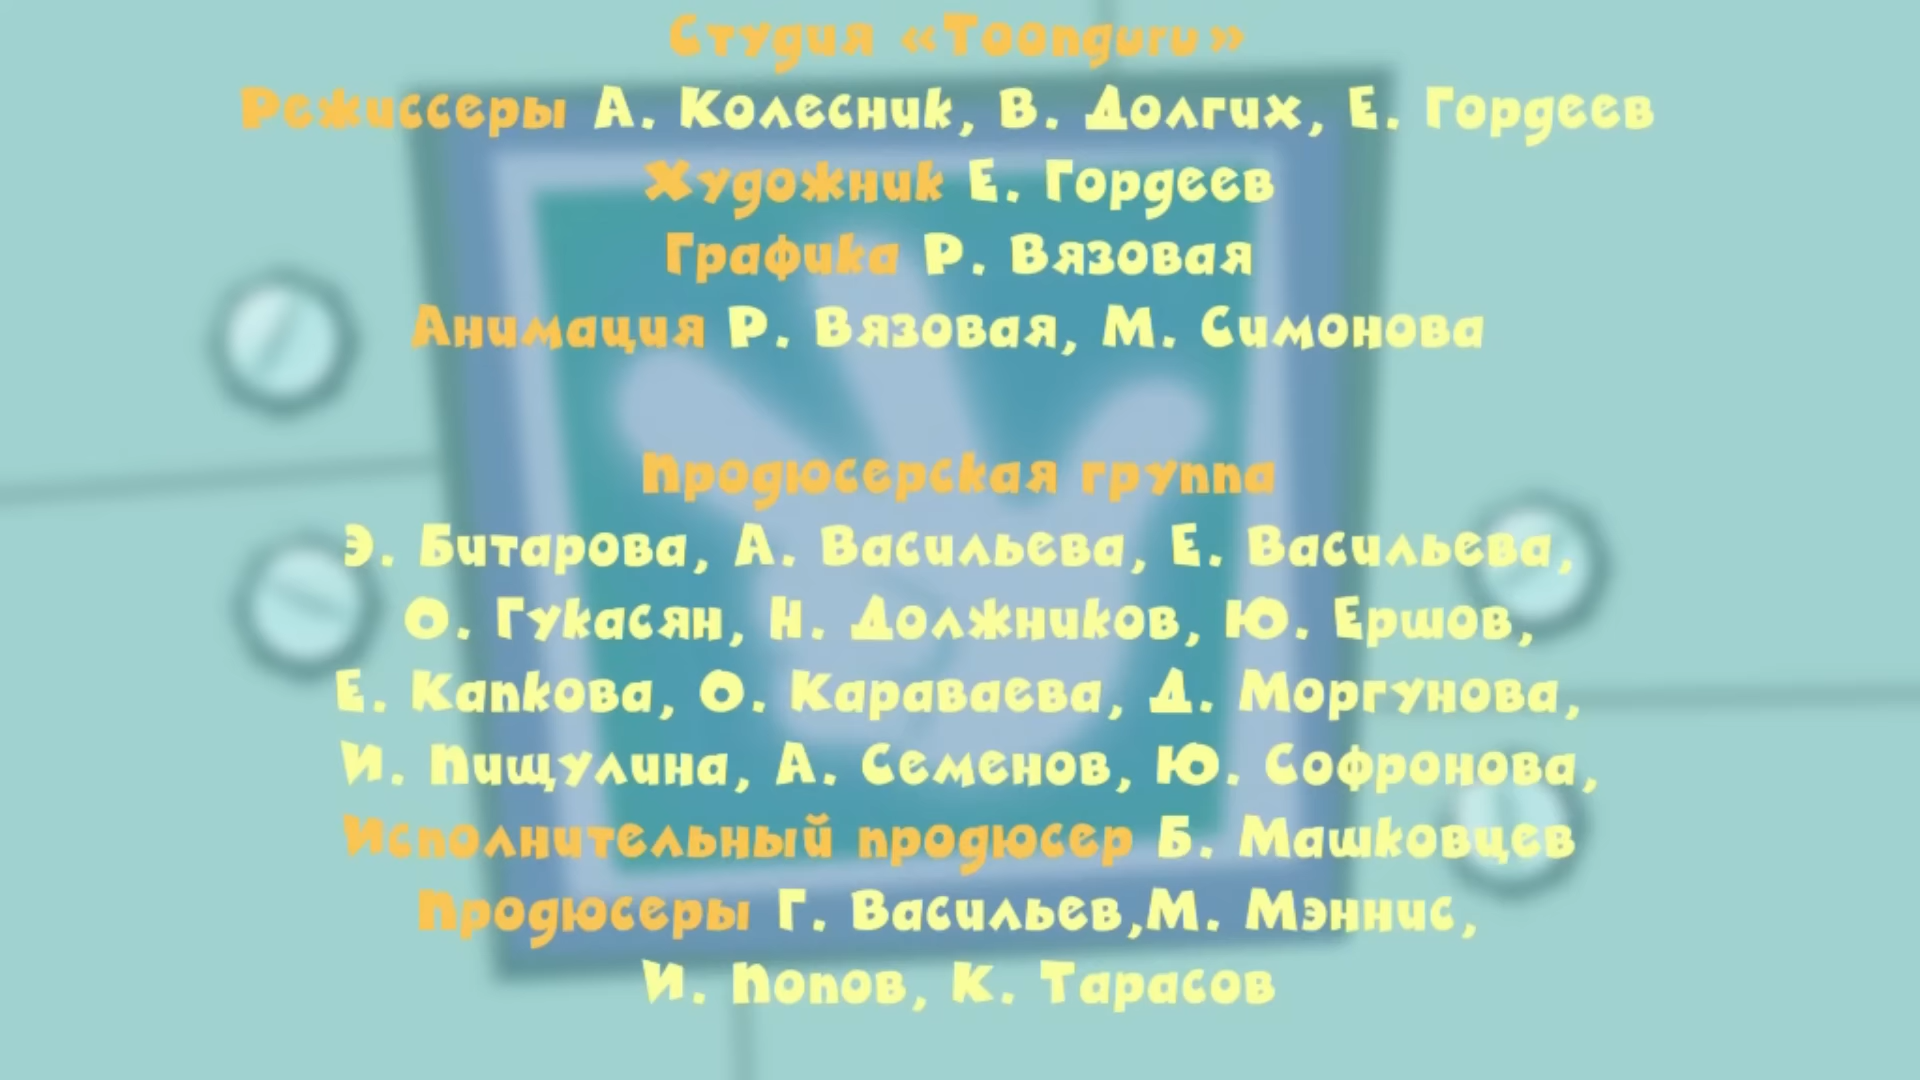 Студия «Toonguru»
Режиссеры А. Колесник, В. Долгих, Е. Гордеев
Художник Е. Гордеев
Графика Р. Вязовая
Анимация Р. Вязовая, М. Симонова
Продюсерская группа
Э. Битарова, А. Васильева, Е. Васильева,
О. Гукасян, Н. Должников, Ю. Ершов,
Е. Капкова, О. Караваева, Д. Моргунова,
И. Пищулина, А. Семенов, Ю. Софронова,
Исполнительный продюсер Б. Машковцев
Продюсеры Г. Васильев,М. Мэннис,
И. Попов, К. Тарасов